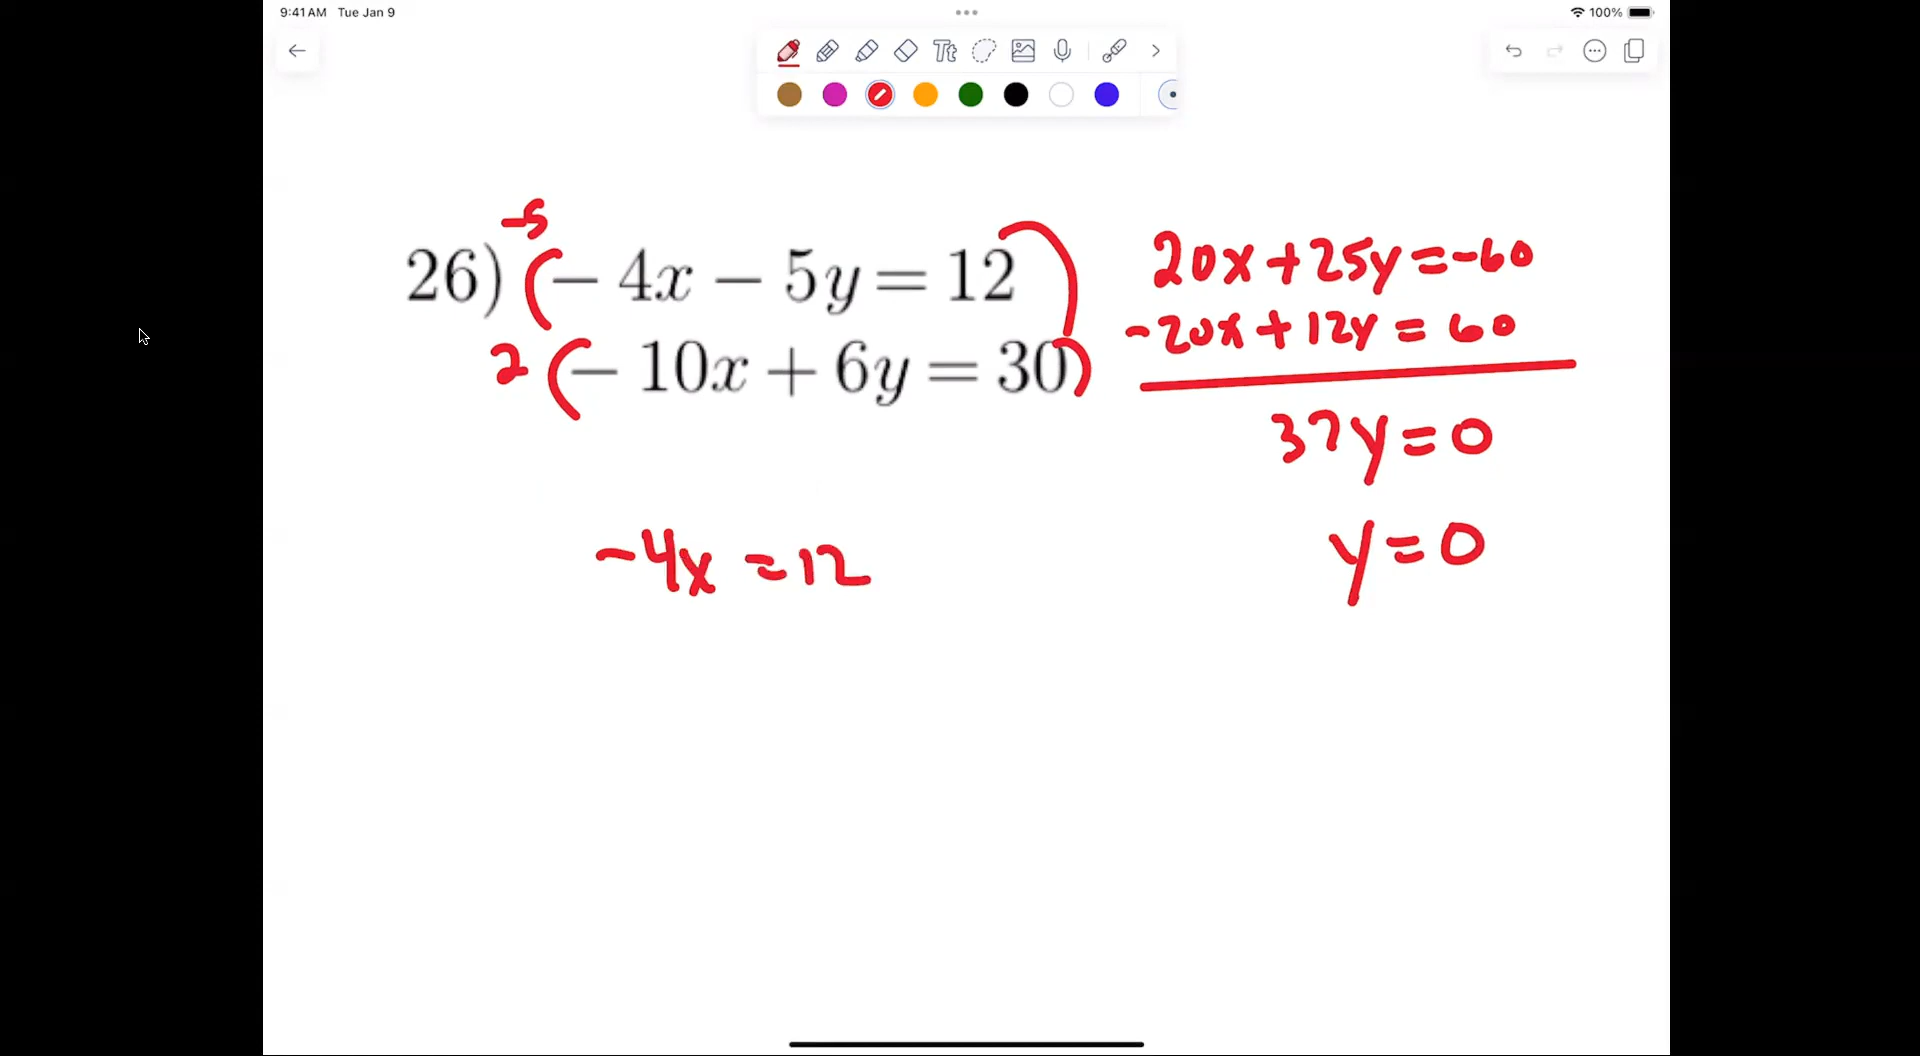 9:41 AM Tue Jan 9
100%
Tt
-5
26) (- 4x - 5y = 12)
2 (- 10x + 6y = 30)
20x + 25y = -60
-20x + 12y = 60
37y = 0
y = 0
-4x = 12